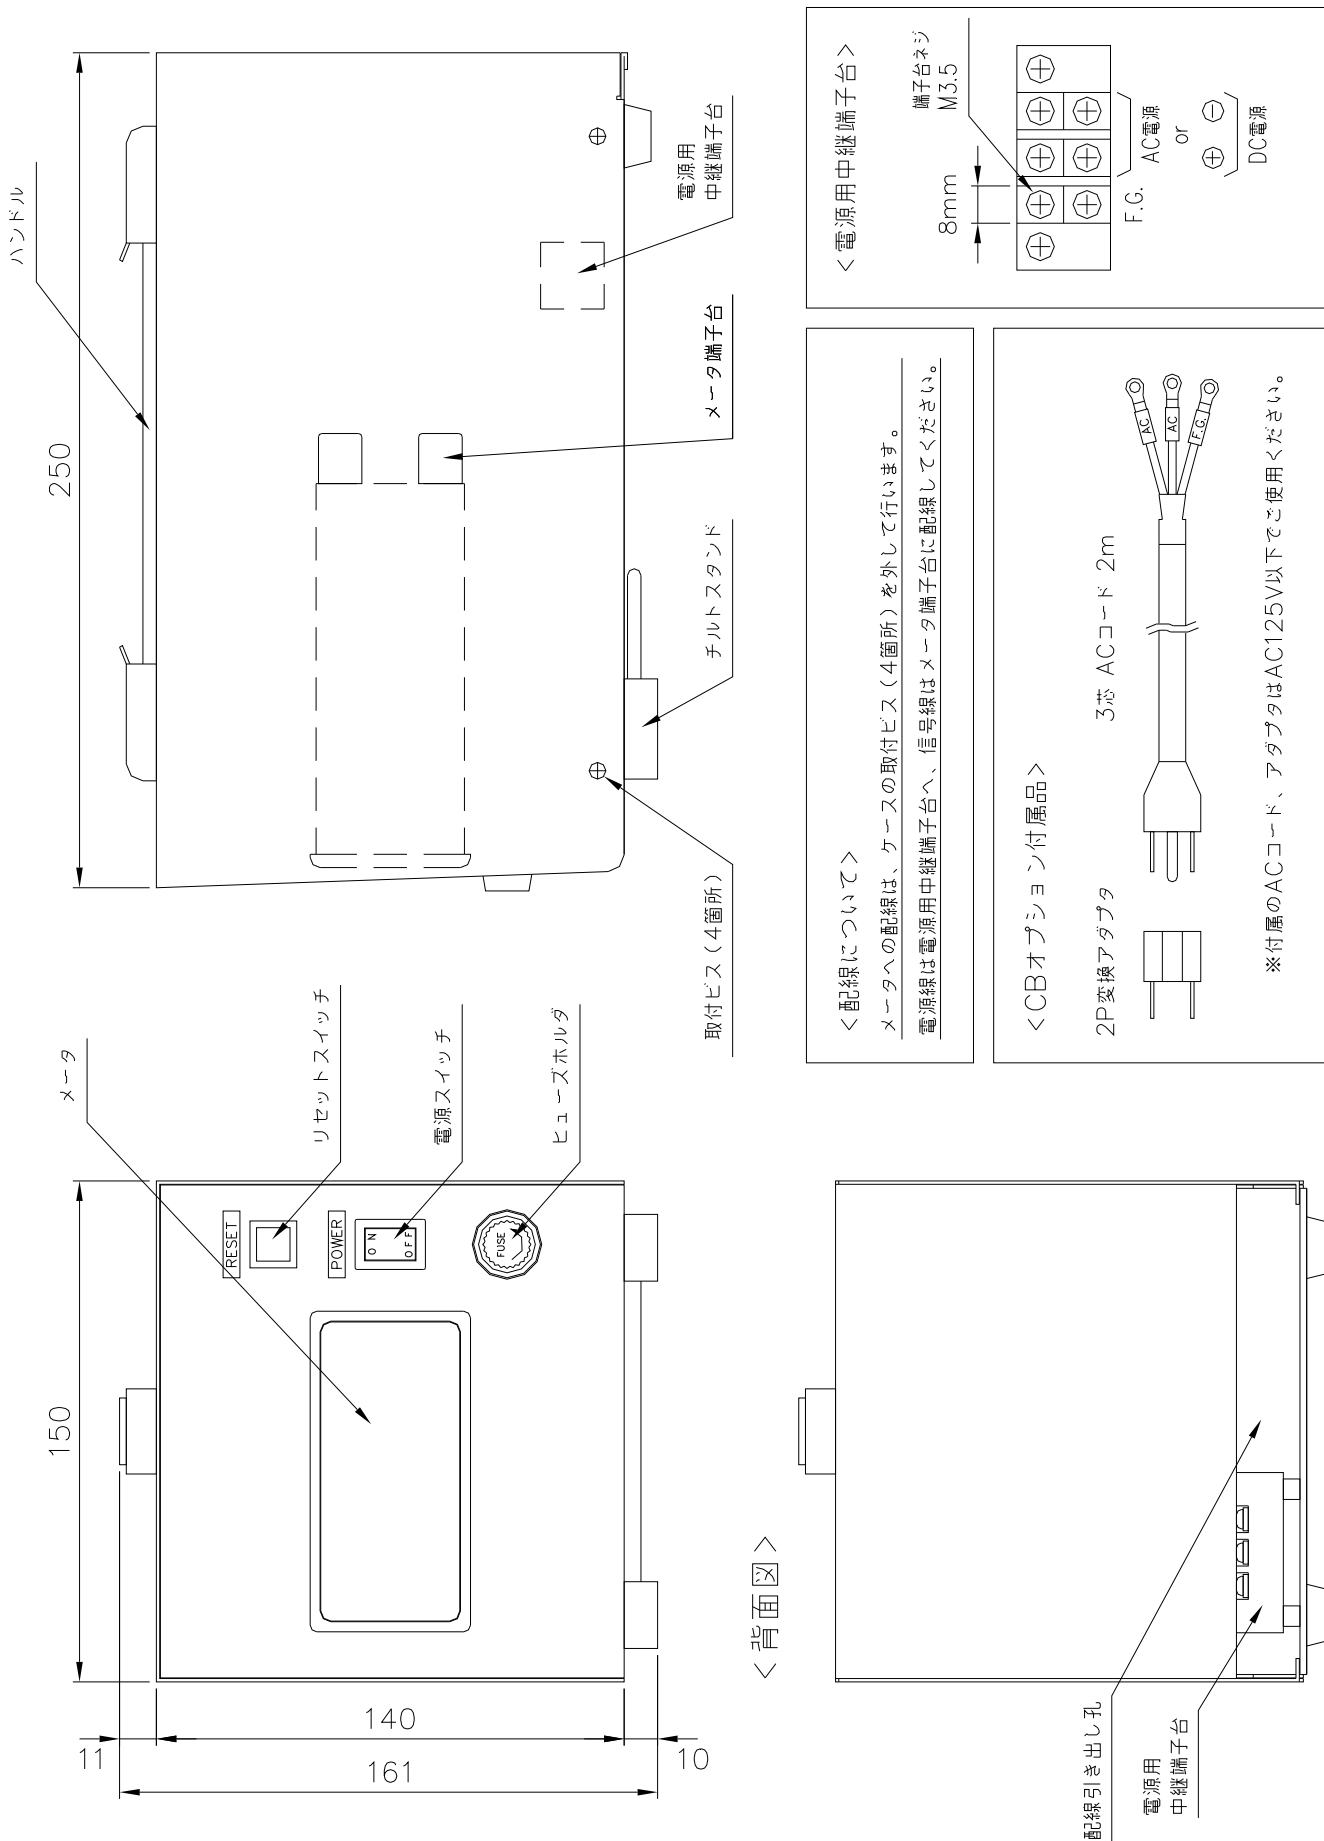 メータ
リセットスイッチ
電源スイッチ
ヒューズホルダ
RESET
POWER
ON
OFF
FUSE
150
11
140
161
10
ハンドル
250
電源用
中継端子台
メータ端子台
チルトスタンド
取付ビス(4箇所)
<背面図>
配線引き出し孔
電源用
中継端子台
<配線について>
メータへの配線は、ケースの取付ビス(4箇所)を外して行います。
電源線は電源用中継端子台へ、信号線はメータ端子台に配線してください。
<電源用中継端子台>
端子台ネジ
M3.5
8mm
F.G.
AC電源
or
DC電源
<CBオプション付属品>
2P変換アダプタ
3芯 ACコード 2m
AC
AC
F.G.
※付属のACコード、アダプタはAC125V以下でご使用ください。